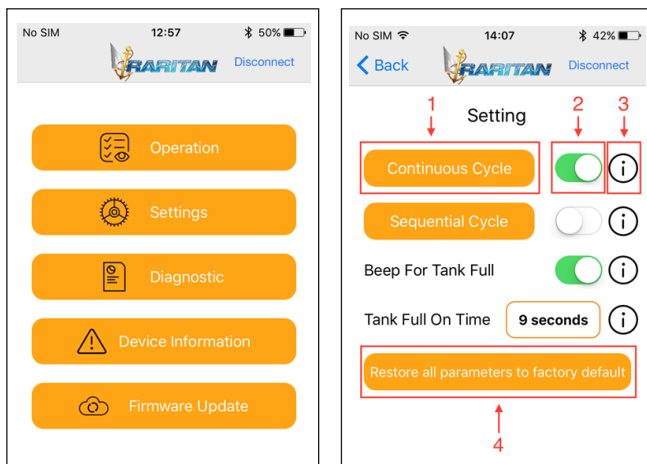 No SIM 12:57 50%
RARITAN Disconnect
Operation
Settings
Diagnostic
Device Information
Firmware Update
No SIM 14:07 42%
Back RARITAN Disconnect
1 2 3
Setting
Continuous Cycle
Sequential Cycle
Beep For Tank Full
Tank Full On Time 9 seconds
Restore all parameters to factory default
4